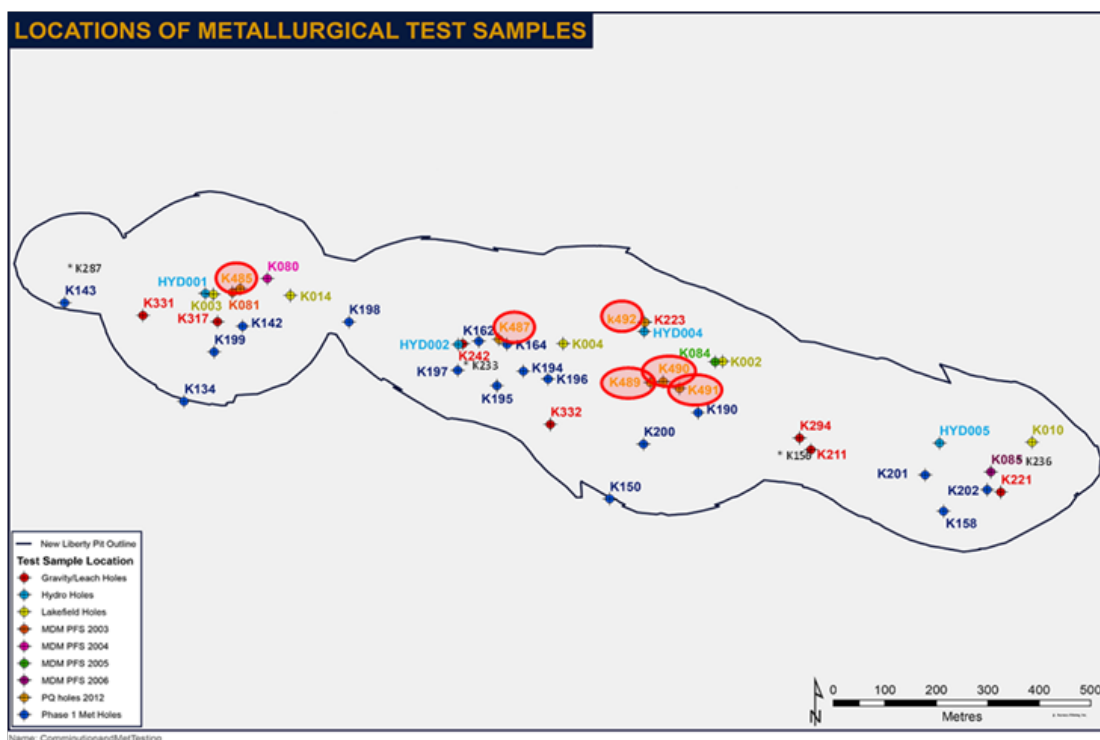 LOCATIONS OF METALLURGICAL TEST SAMPLES
* K287
K143
K331
HYD001
K485
K080
K003
K081
K014
K317
K142
K199
K198
K134
K162
K487
HYD002
K242
K164
K004
* K233
K197
K194
K195
K196
k492
K223
HYD004
K084
K002
K490
K489
K491
K190
K332
K200
K150
K294
* K156
K211
HYD005
K010
K085
K236
K201
K202
K221
K158
New Liberty Pit Outline
Test Sample Location
Gravity/Leach Holes
Hydro Holes
Lakefield Holes
MDM PFS 2003
MDM PFS 2004
MDM PFS 2005
MDM PFS 2006
PQ holes 2012
Phase 1 Met Holes
N
0 100 200 300 400 500
Metres
Name: ComminutionandMetTesting